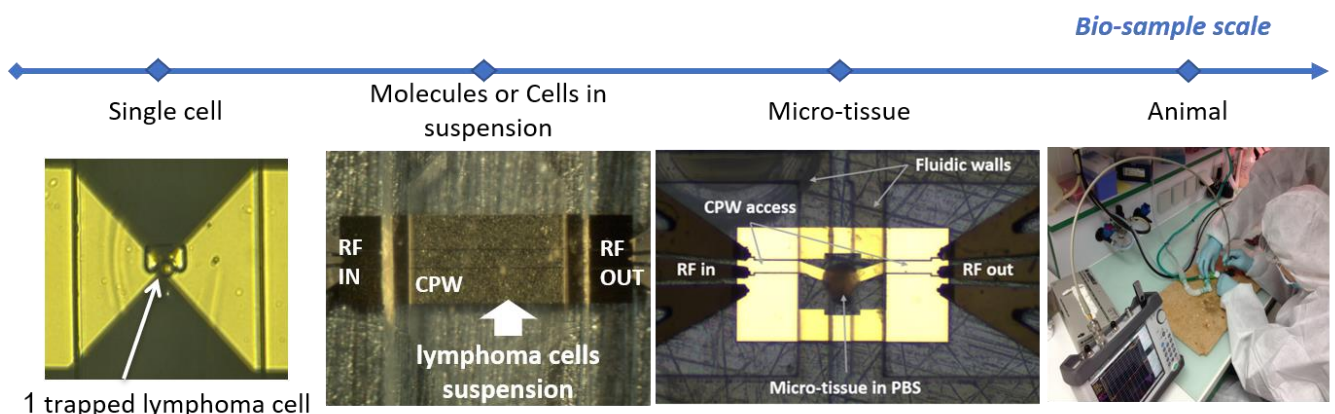 Bio-sample scale
Single cell
Molecules or Cells in
suspension
Micro-tissue
Animal
1 trapped lymphoma cell
RF
IN
CPW
RF
OUT
lymphoma cells
suspension
Fluidic walls
CPW access
RF in
RF out
Micro-tissue in PBS